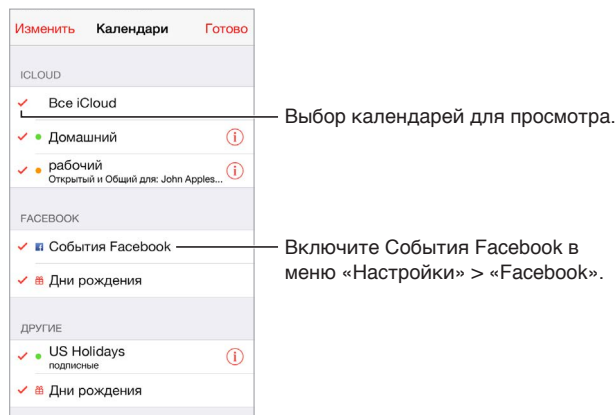 Изменить Календари Готово
ICLOUD
Все iCloud
Выбор календарей для просмотра.
Домашний
рабочий
Открытый и Общий для: John Apples...
FACEBOOK
События Facebook
Включите События Facebook в
меню «Настройки» > «Facebook».
Дни рождения
ДРУГИЕ
US Holidays
подписные
Дни рождения